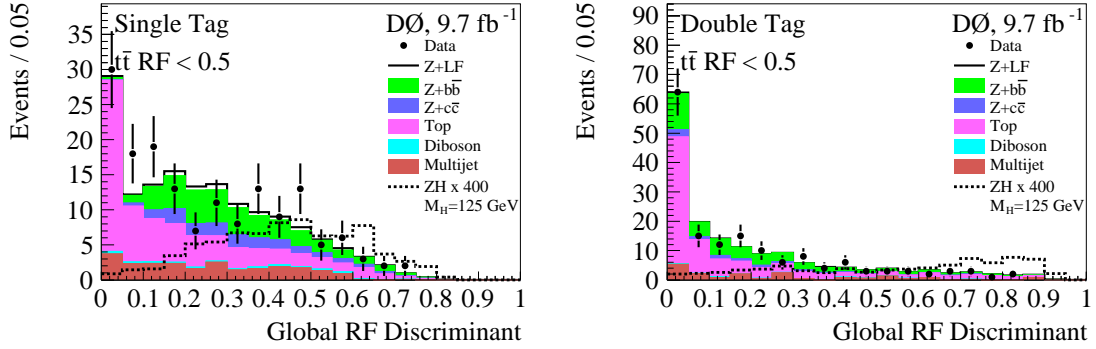 Single Tag
tt̄ RF < 0.5
DØ, 9.7 fb⁻¹
Data
Z+LF
Z+bb̄
Z+cc̄
Top
Diboson
Multijet
ZH x 400
M_H=125 GeV
Events / 0.05
35
30
25
20
15
10
5
0
0 0.1 0.2 0.3 0.4 0.5 0.6 0.7 0.8 0.9 1
Global RF Discriminant
Double Tag
tt̄ RF < 0.5
DØ, 9.7 fb⁻¹
Data
Z+LF
Z+bb̄
Z+cc̄
Top
Diboson
Multijet
ZH x 400
M_H=125 GeV
Events / 0.05
90
80
70
60
50
40
30
20
10
0
0 0.1 0.2 0.3 0.4 0.5 0.6 0.7 0.8 0.9 1
Global RF Discriminant